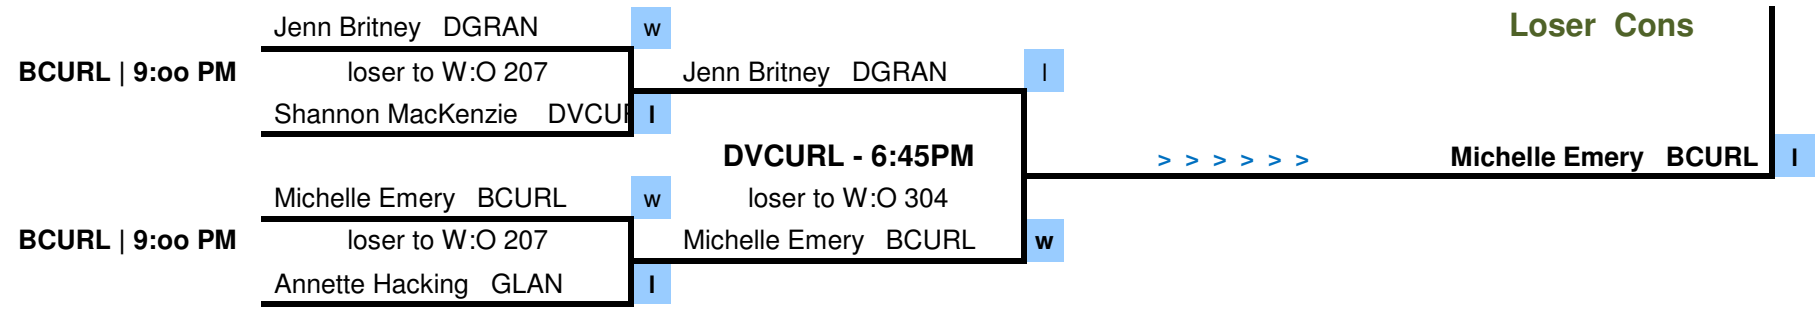 Jenn Britney DGRAN w Loser Cons
BCURL | 9:oo PM loser to W:O 207 Jenn Britney DGRAN l
Shannon MacKenzie DVCU l
DVCURL - 6:45PM > > > > > > Michelle Emery BCURL l
Michelle Emery BCURL w loser to W:O 304
BCURL | 9:oo PM loser to W:O 207 Michelle Emery BCURL w
Annette Hacking GLAN l